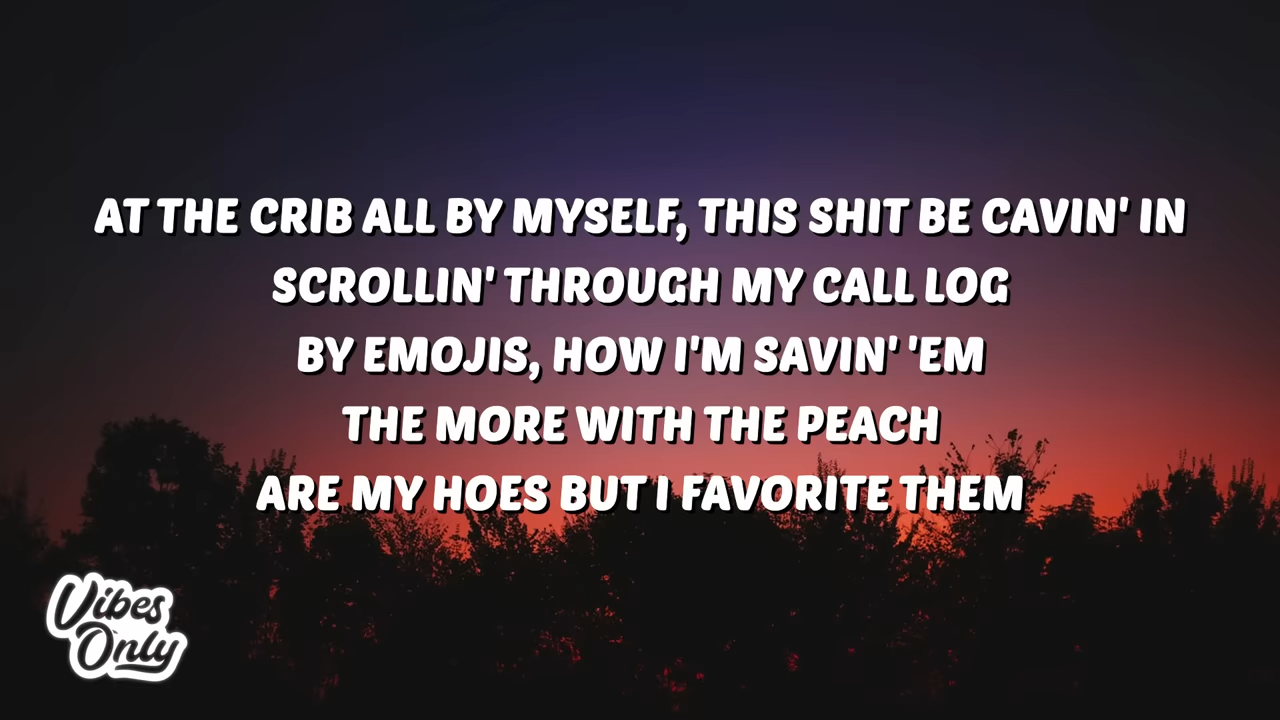 AT THE CRIB ALL BY MYSELF, THIS SHIT BE CAVIN' IN
SCROLLIN' THROUGH MY CALL LOG
BY EMOJIS, HOW I'M SAVIN' 'EM
THE MORE WITH THE PEACH
ARE MY HOES BUT I FAVORITE THEM
Vibes
Only